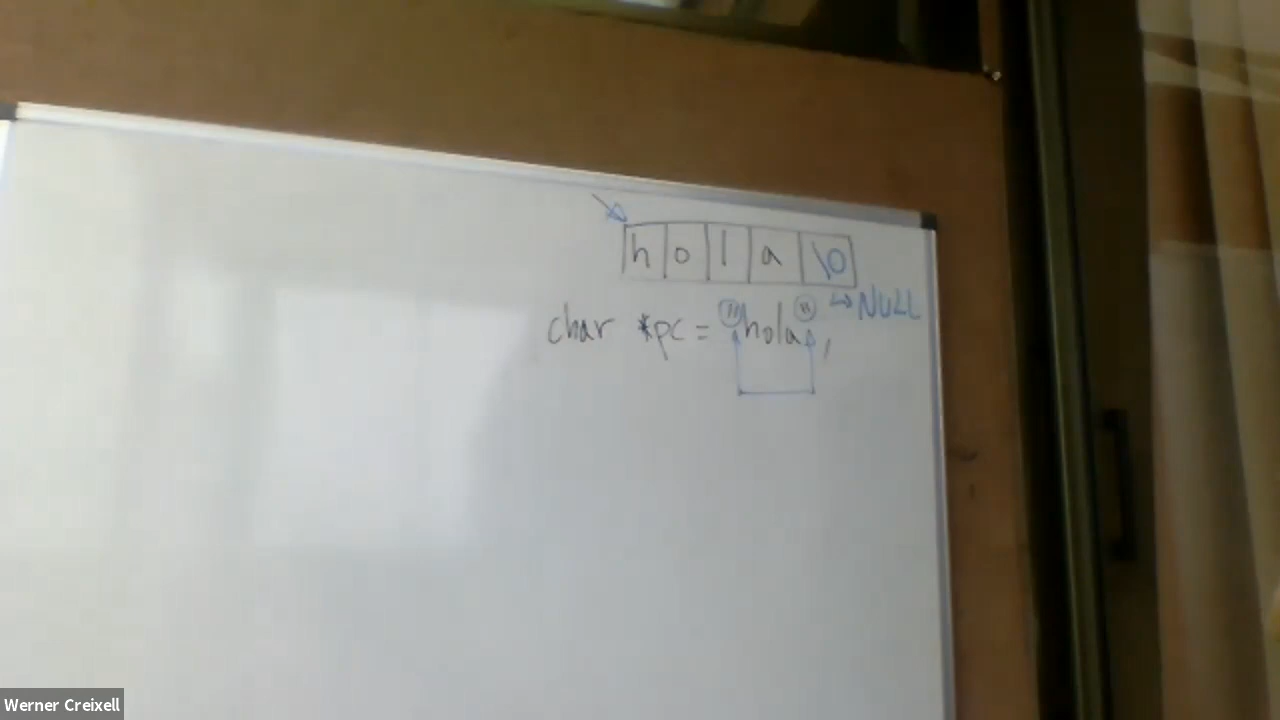 h o l a \0
↳ NULL
char *pc = "hola";
Werner Creixell